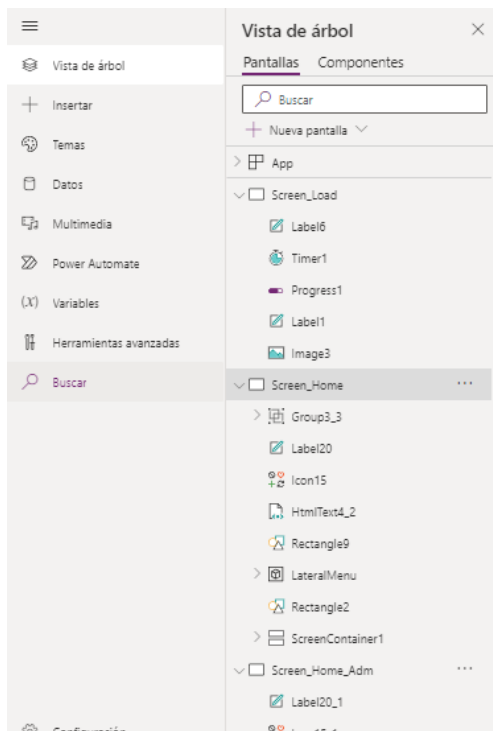 Vista de árbol
Insertar
Temas
Datos
Multimedia
Power Automate
(x) Variables
Herramientas avanzadas
Buscar
Configuración
Vista de árbol
Pantallas Componentes
Buscar
Nueva pantalla
App
Screen_Load
Label6
Timer1
Progress1
Label1
Image3
Screen_Home
Group3_3
Label20
Icon15
HtmlText4_2
Rectangle9
LateralMenu
Rectangle2
ScreenContainer1
Screen_Home_Adm
Label20_1